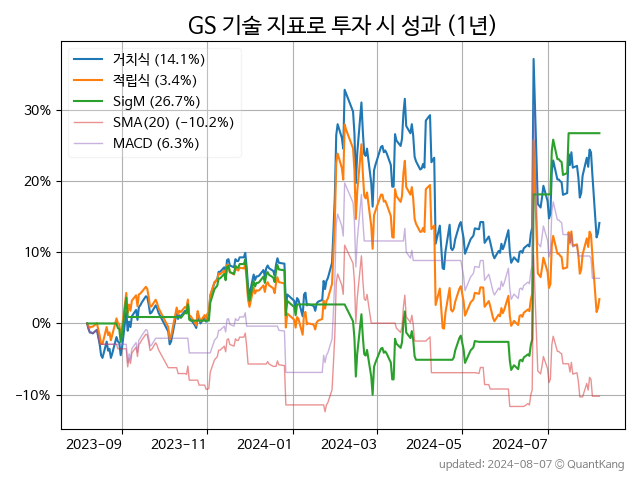 GS 기술 지표로 투자 시 성과 (1년)
거치식 (14.1%)
적립식 (3.4%)
SigM (26.7%)
SMA(20) (−10.2%)
MACD (6.3%)
30%
20%
10%
0%
−10%
2023-09 2023-11 2024-01 2024-03 2024-05 2024-07
updated: 2024-08-07 © QuantKang